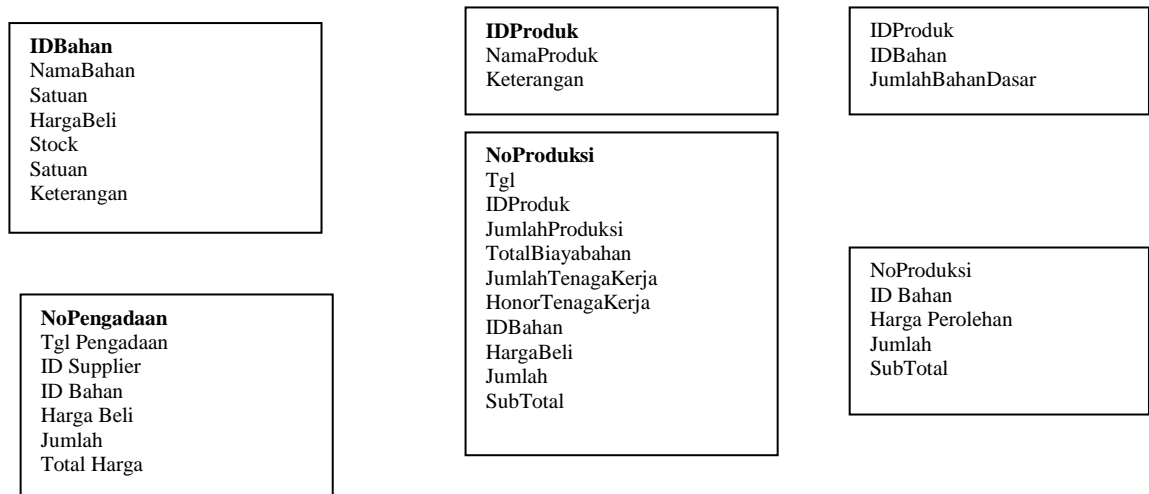 IDBahan
NamaBahan
Satuan
HargaBeli
Stock
Satuan
Keterangan
NoPengadaan
Tgl Pengadaan
ID Supplier
ID Bahan
Harga Beli
Jumlah
Total Harga
IDProduk
NamaProduk
Keterangan
NoProduksi
Tgl
IDProduk
JumlahProduksi
TotalBiayabahan
JumlahTenagaKerja
HonorTenagaKerja
IDBahan
HargaBeli
Jumlah
SubTotal
IDProduk
IDBahan
JumlahBahanDasar
NoProduksi
ID Bahan
Harga Perolehan
Jumlah
SubTotal